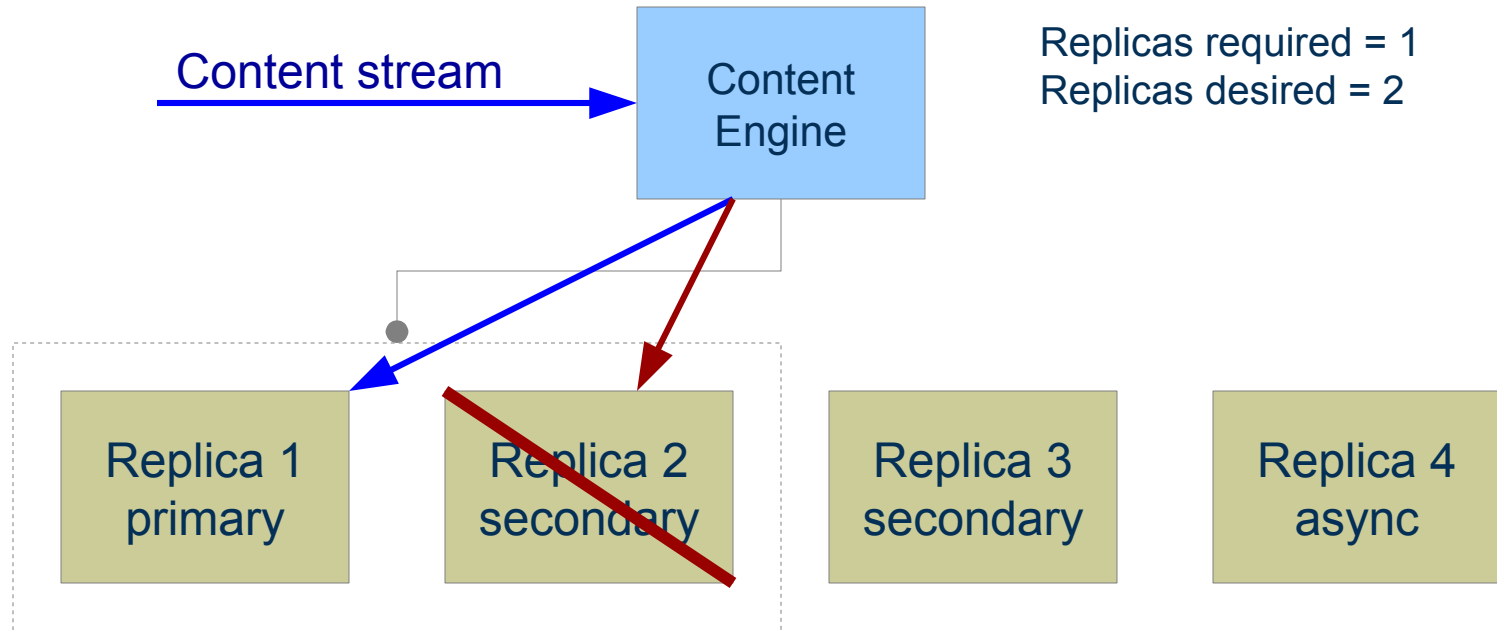 Content stream
Content
Engine
Replicas required = 1
Replicas desired = 2
Replica 1
primary
Replica 2
secondary
Replica 3
secondary
Replica 4
async